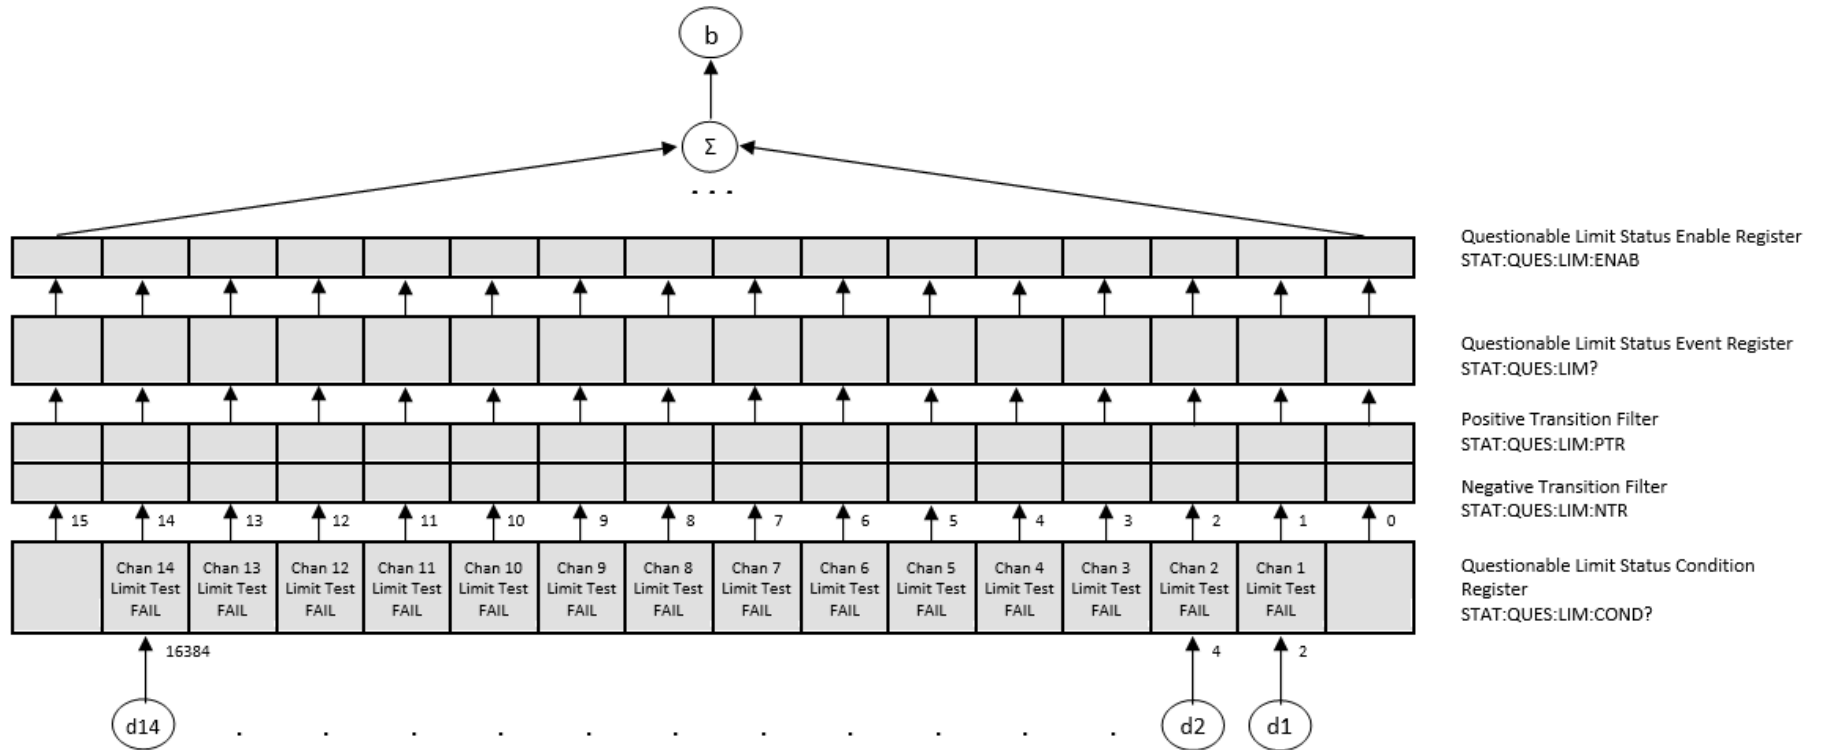 b
Σ
...
Questionable Limit Status Enable Register
STAT:QUES:LIM:ENAB
Questionable Limit Status Event Register
STAT:QUES:LIM?
Positive Transition Filter
STAT:QUES:LIM:PTR
Negative Transition Filter
STAT:QUES:LIM:NTR
15 14 13 12 11 10 9 8 7 6 5 4 3 2 1 0
Chan 14
Limit Test
FAIL
Chan 13
Limit Test
FAIL
Chan 12
Limit Test
FAIL
Chan 11
Limit Test
FAIL
Chan 10
Limit Test
FAIL
Chan 9
Limit Test
FAIL
Chan 8
Limit Test
FAIL
Chan 7
Limit Test
FAIL
Chan 6
Limit Test
FAIL
Chan 5
Limit Test
FAIL
Chan 4
Limit Test
FAIL
Chan 3
Limit Test
FAIL
Chan 2
Limit Test
FAIL
Chan 1
Limit Test
FAIL
Questionable Limit Status Condition
Register
STAT:QUES:LIM:COND?
16384 4 2
d14 . . . . . . . . . . . d2 d1